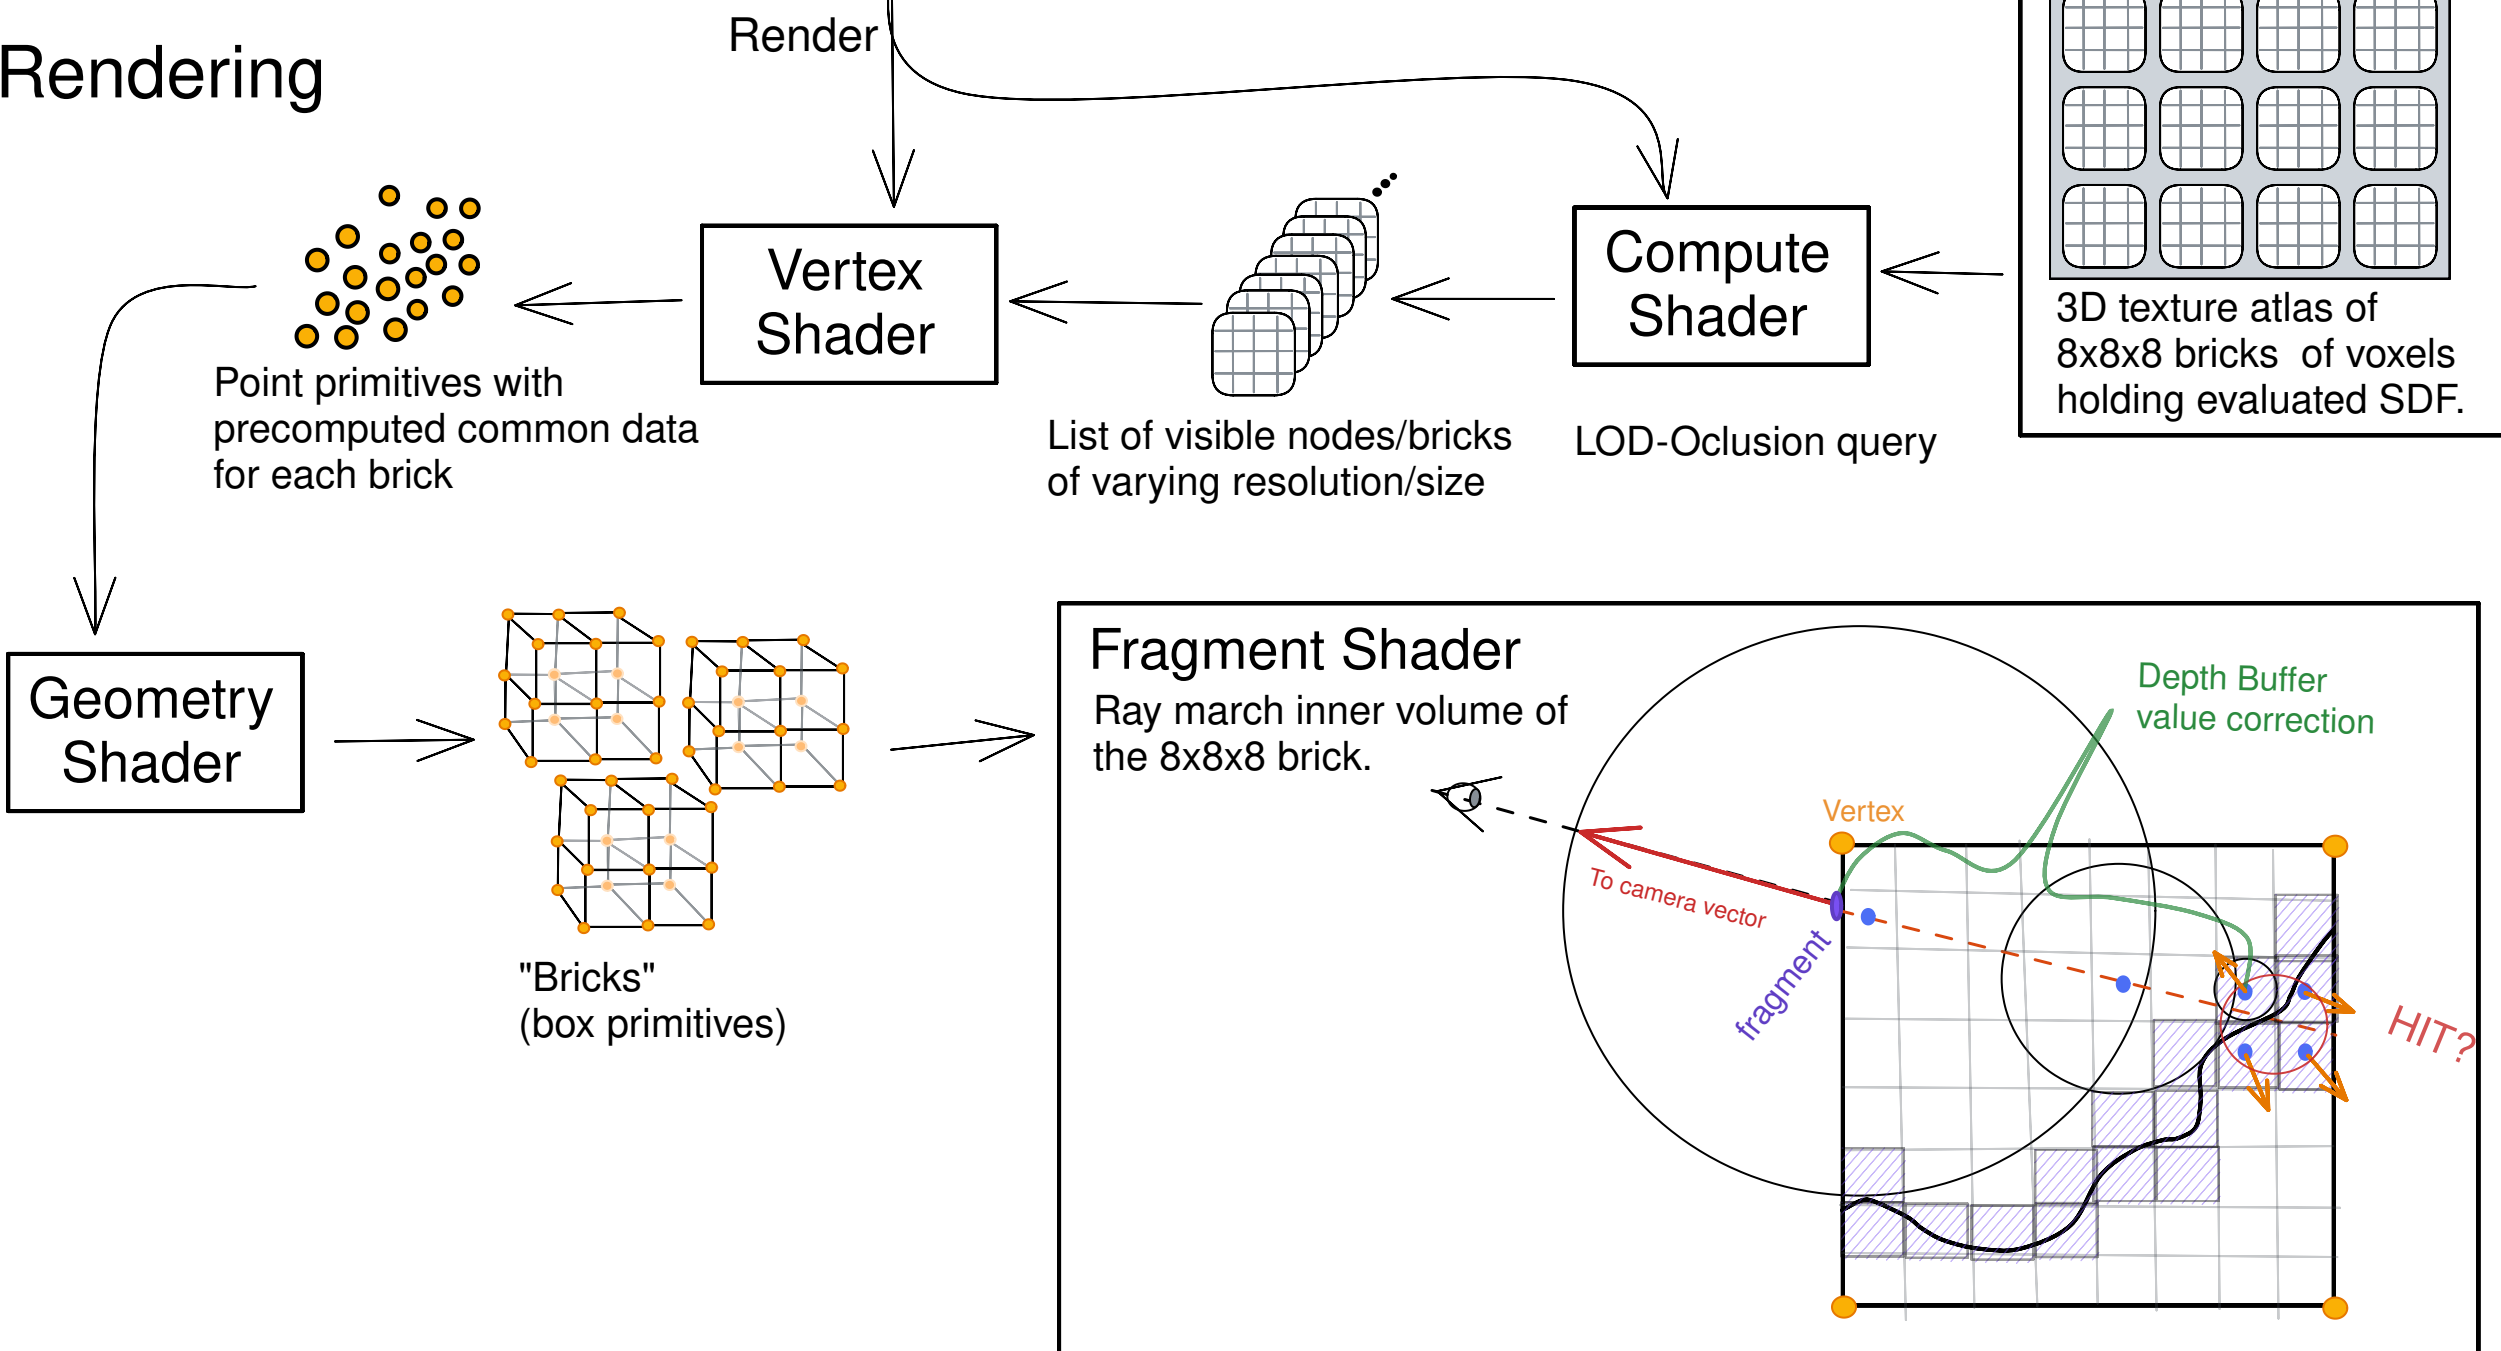 Render
Rendering
Vertex
Shader
Compute
Shader
3D texture atlas of
8x8x8 bricks  of voxels
holding evaluated SDF.
Point primitives with
precomputed common data
for each brick
List of visible nodes/bricks
of varying resolution/size
LOD-Oclusion query
Geometry
Shader
"Bricks"
(box primitives)
Fragment Shader
Ray march inner volume of
the 8x8x8 brick.
Depth Buffer
value correction
Vertex
To camera vector
fragment
HIT?